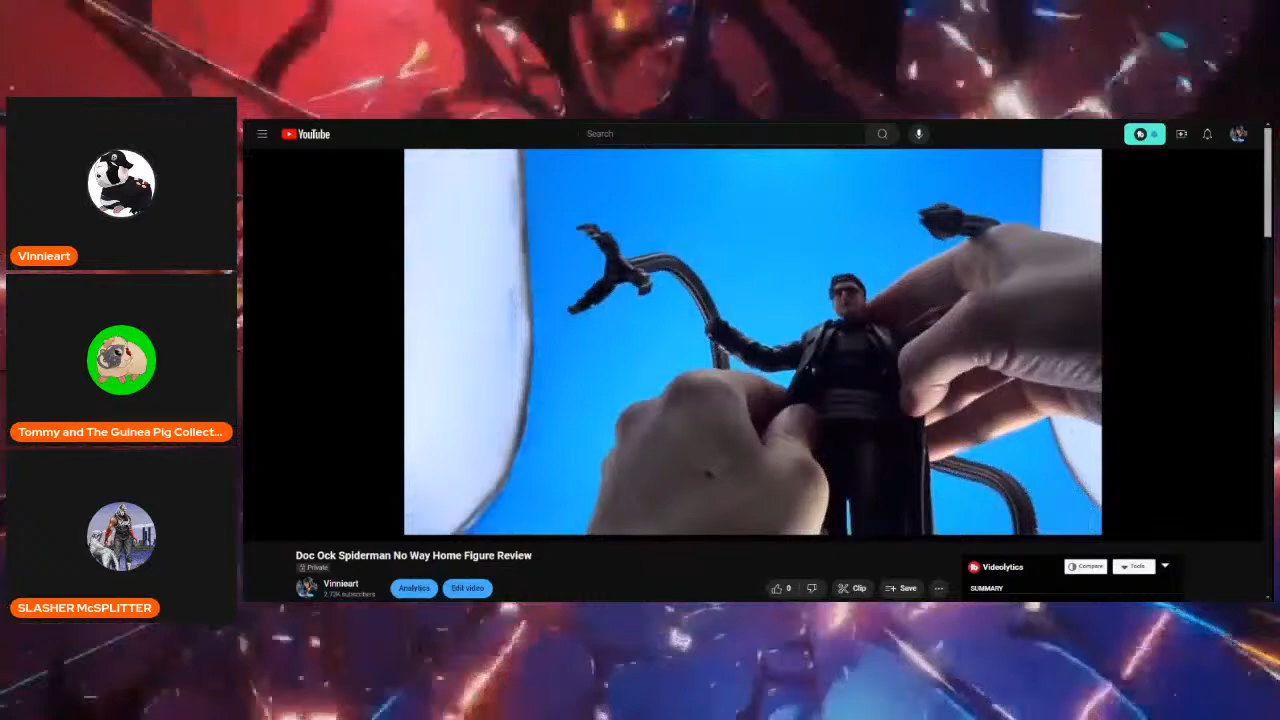 YouTube
Search
Vinnieart
Tommy and The Guinea Pig Collect...
SLASHER McSPLITTER
Doc Ock Spiderman No Way Home Figure Review
Private
Vinnieart
2.73K subscribers
Analytics
Edit video
0
Clip
Save
Videolytics
Compare
Tools
SUMMARY